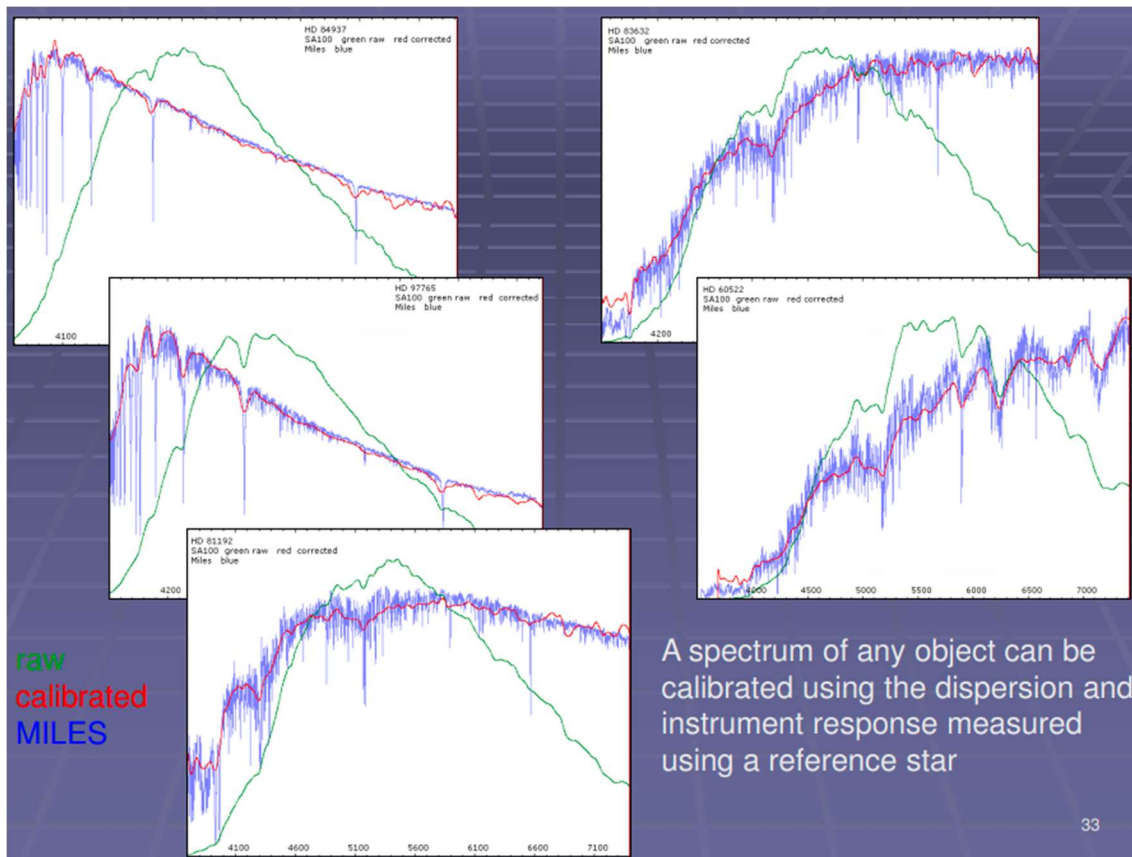 HD 84937
SA100 green raw red corrected
Miles blue
4100
HD 83632
SA100 green raw red corrected
Miles blue
4200
HD 97765
SA100 green raw red corrected
Miles blue
4200
HD 60522
SA100 green raw red corrected
Miles blue
4000 4500 5000 5500 6000 6500 7000
HD 81192
SA100 green raw red corrected
Miles blue
4100 4600 5100 5600 6100 6600 7100
raw
calibrated
MILES
A spectrum of any object can be
calibrated using the dispersion and
instrument response measured
using a reference star
33